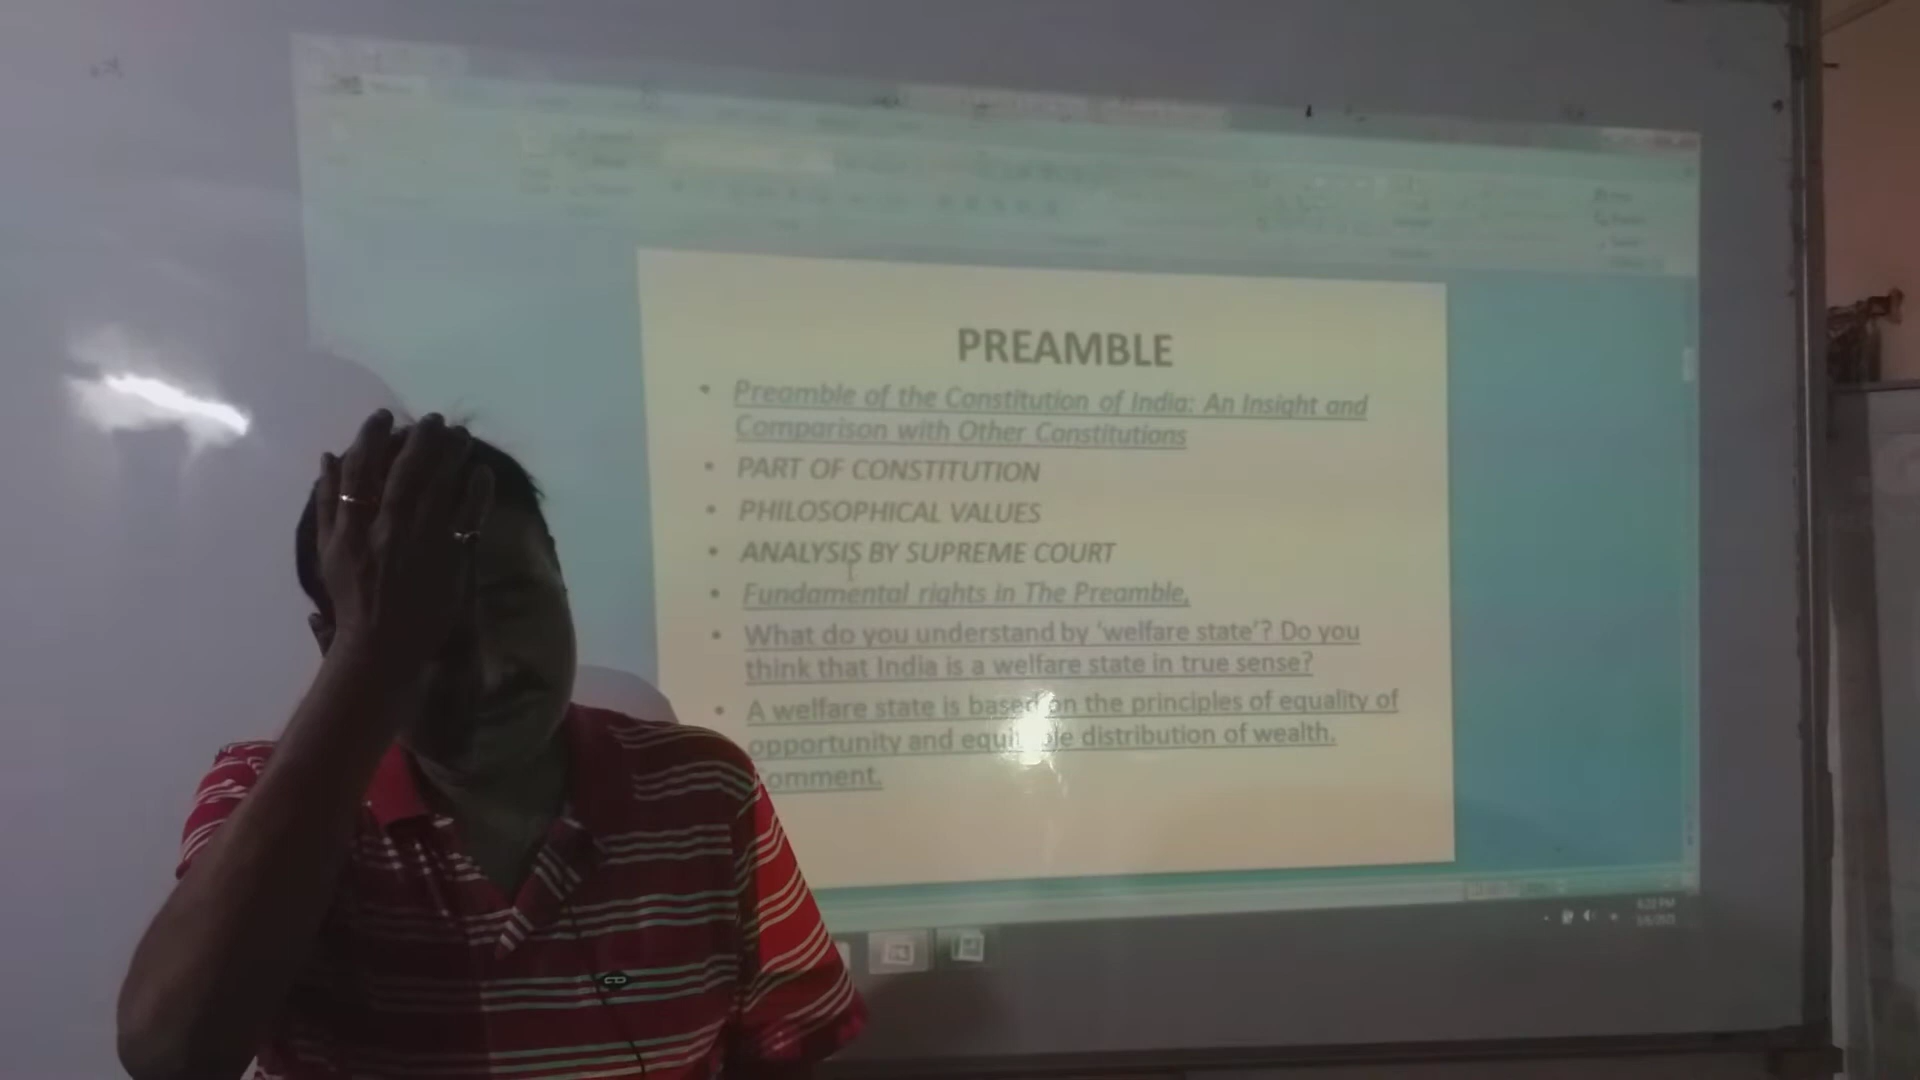 PREAMBLE
Preamble of the Constitution of India: An Insight and
Comparison with Other Constitutions
PART OF CONSTITUTION
PHILOSOPHICAL VALUES
ANALYSIS BY SUPREME COURT
Fundamental rights in The Preamble,
What do you understand by ‘welfare state’? Do you
think that India is a welfare state in true sense?
A welfare state is based on the principles of equality of
opportunity and distribution of wealth.
omment.